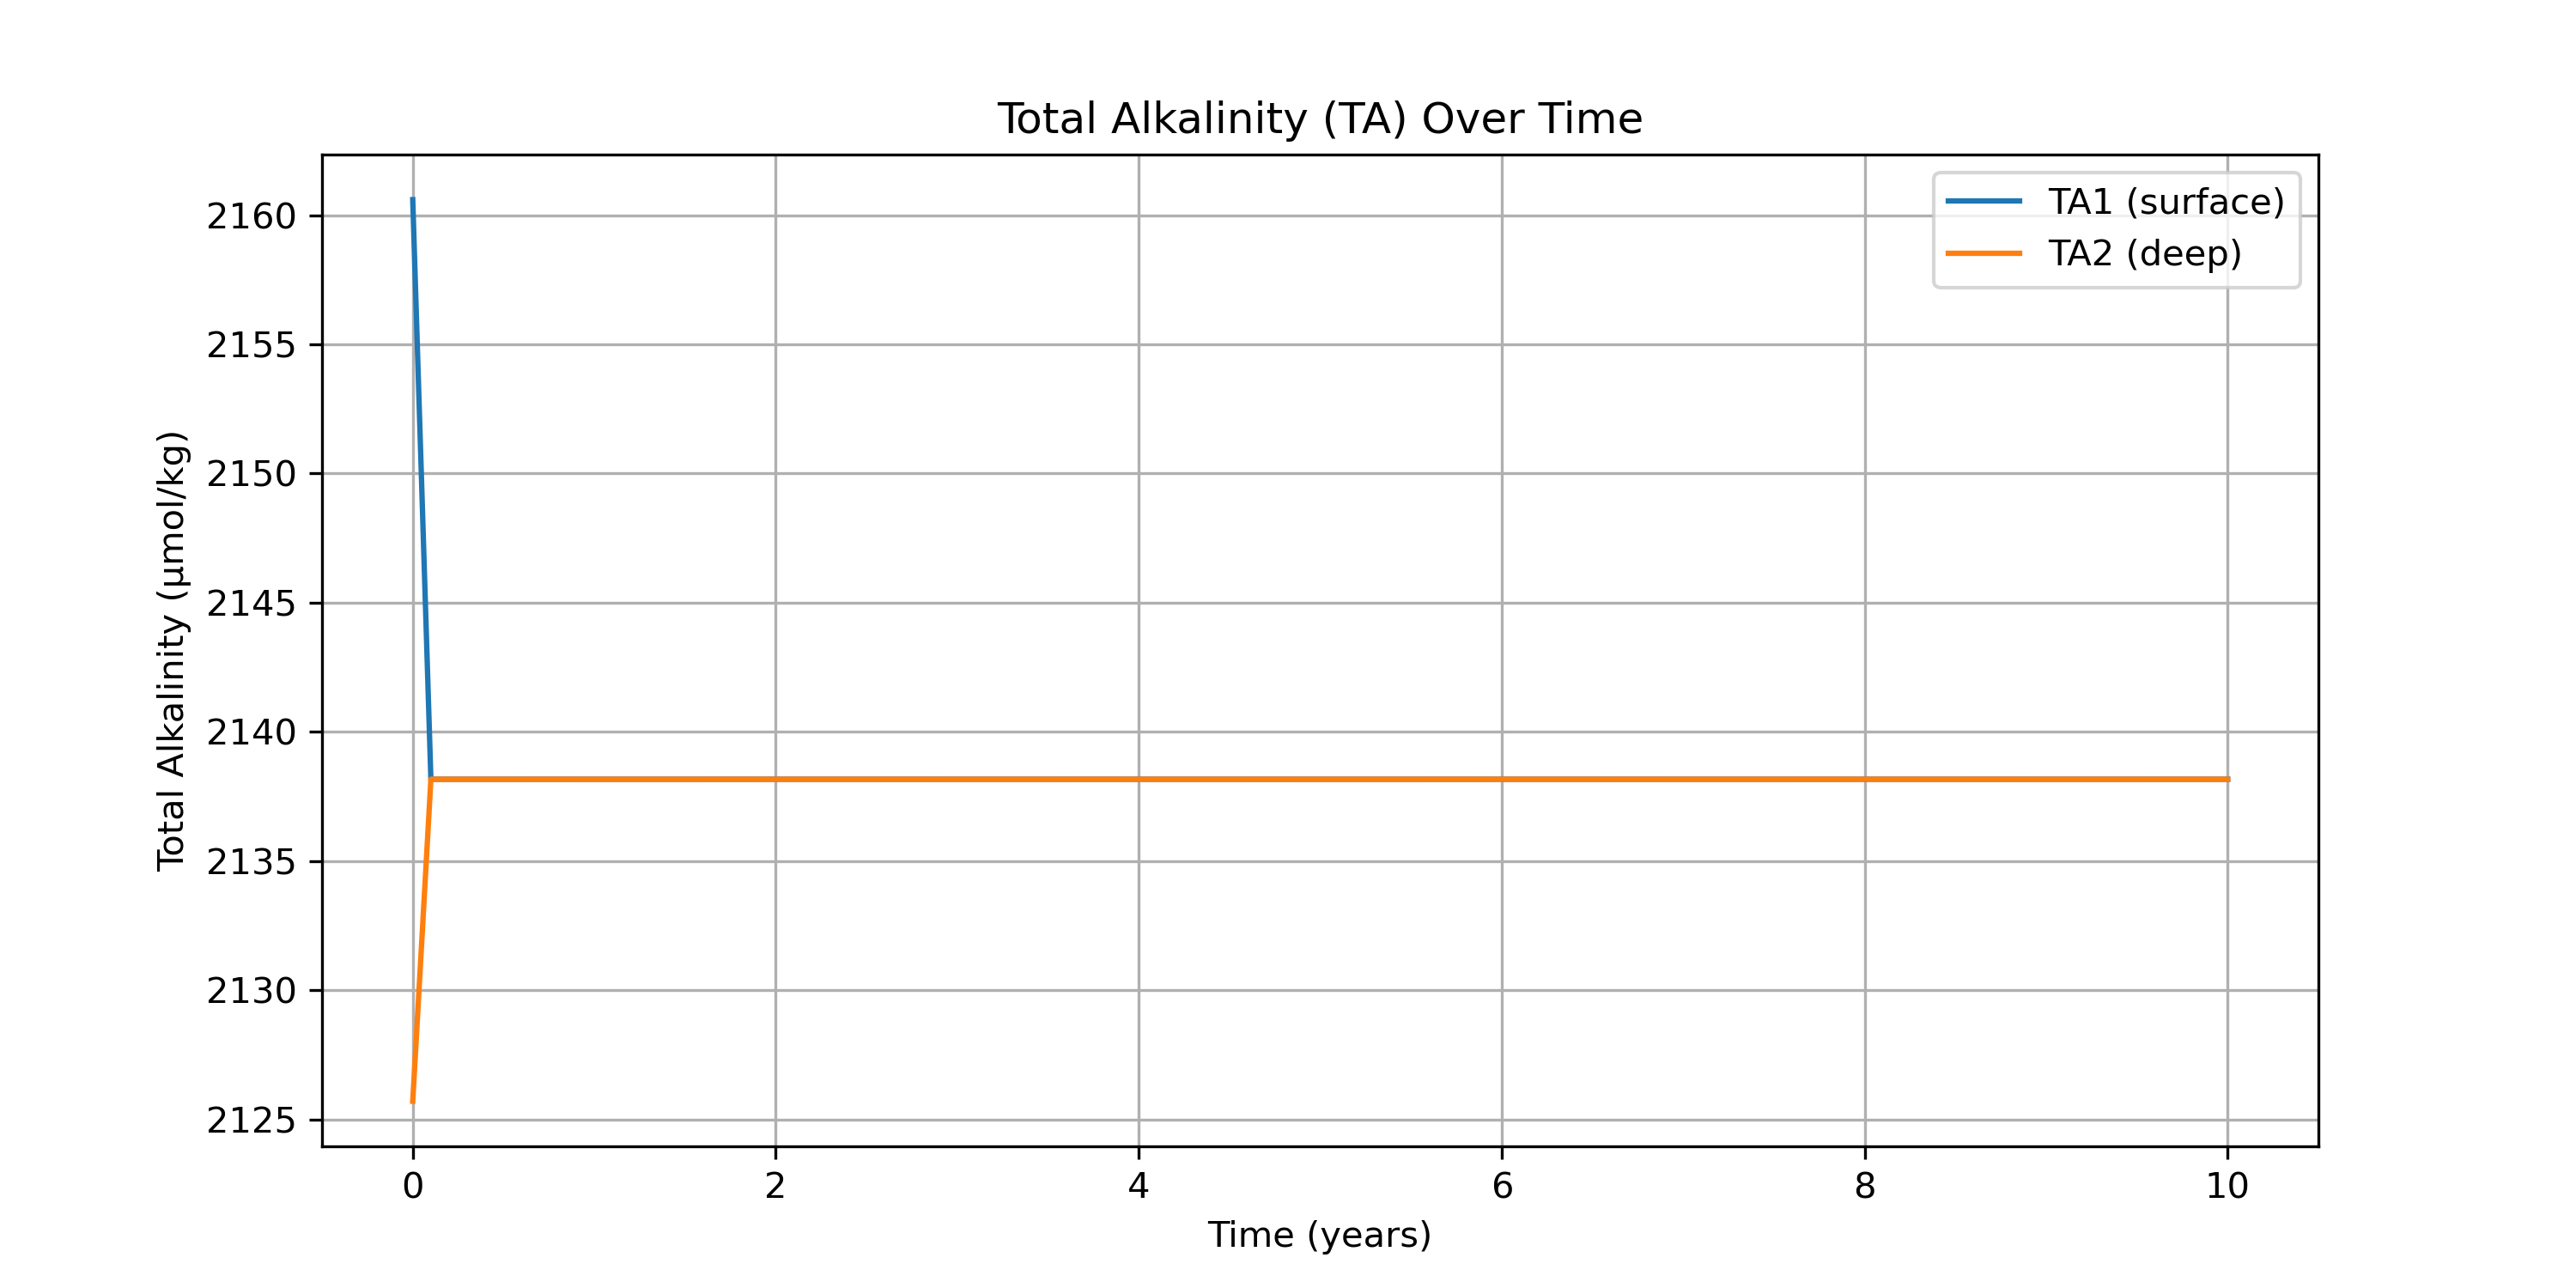 Total Alkalinity (TA) Over Time
TA1 (surface)
TA2 (deep)
Total Alkalinity (µmol/kg)
2160
2155
2150
2145
2140
2135
2130
2125
0 2 4 6 8 10
Time (years)